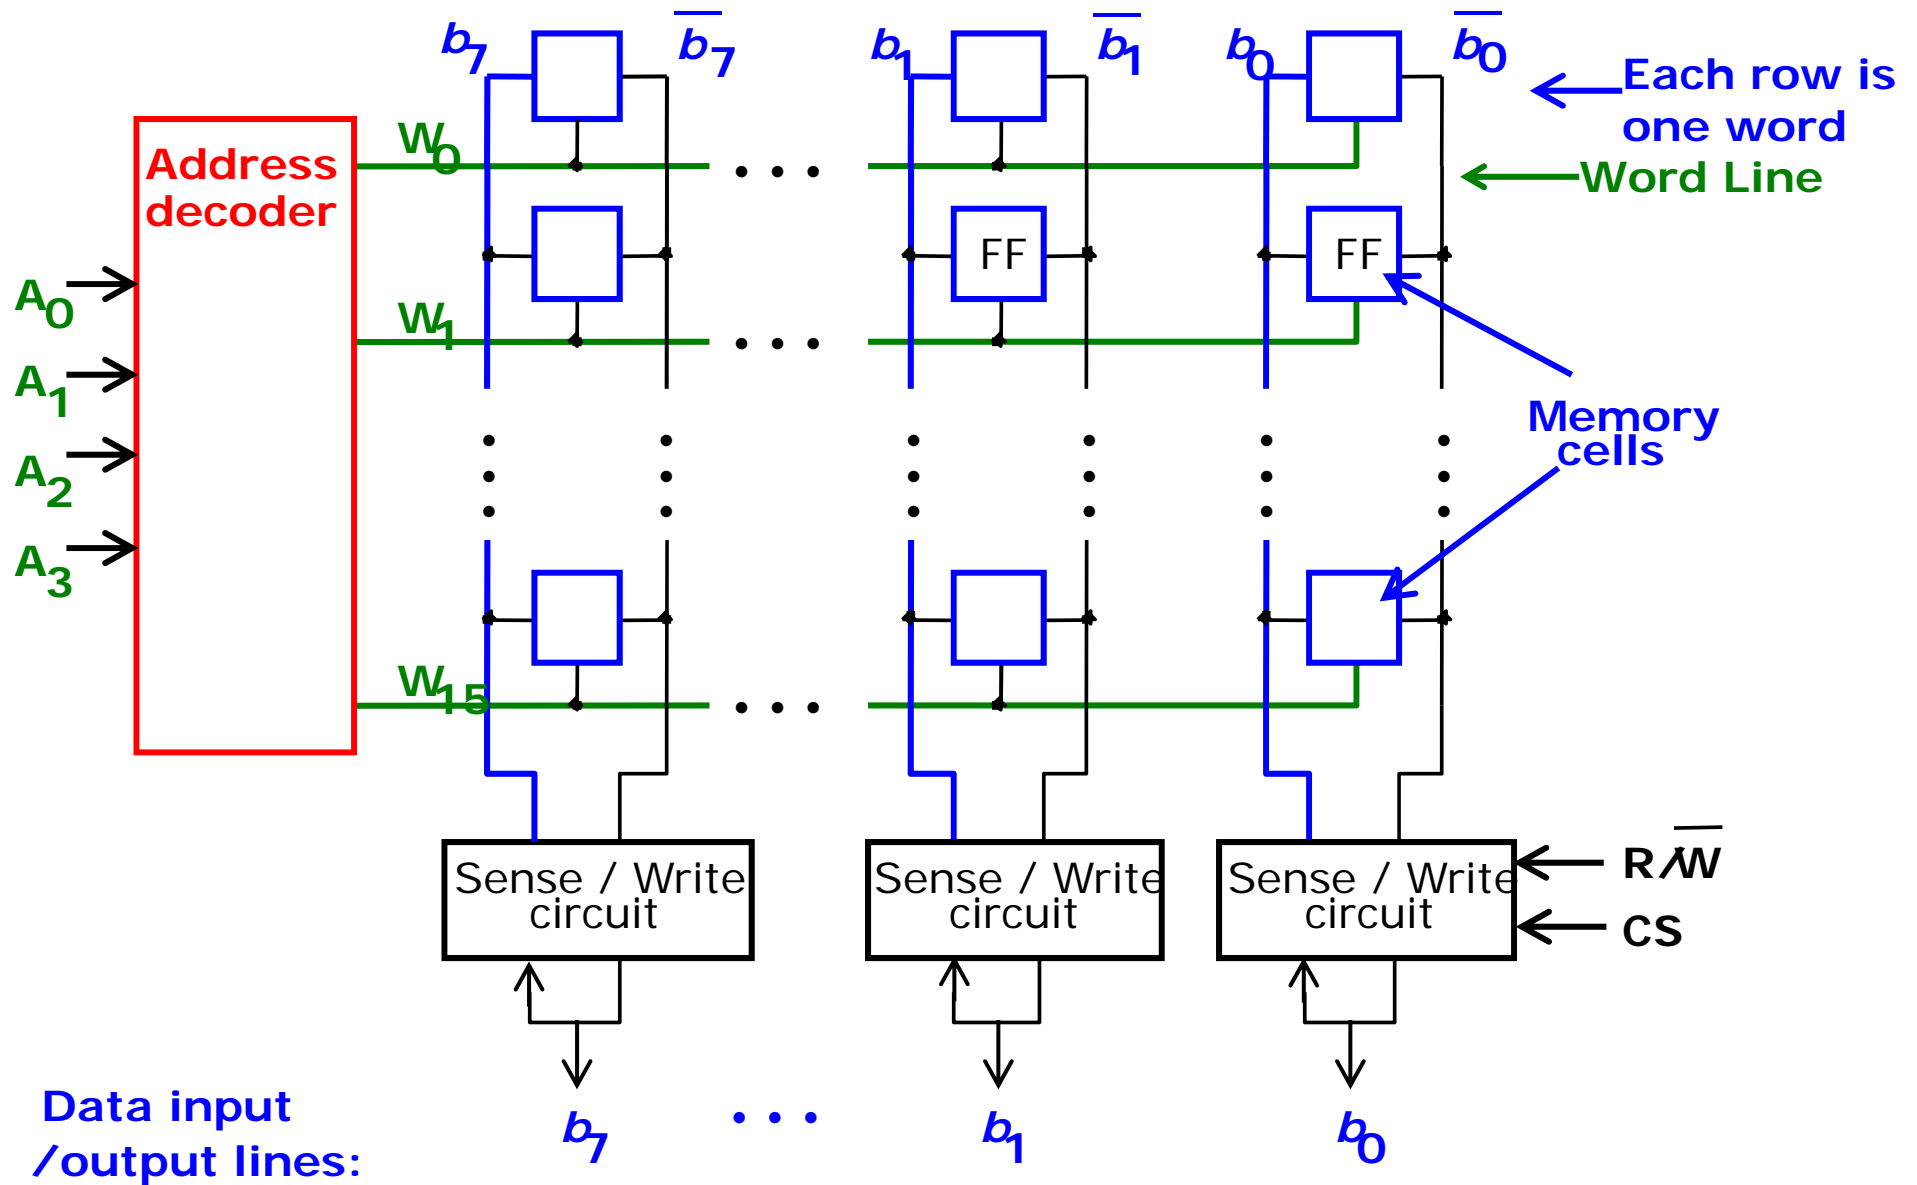 b7 b̅7 b1 b̅1 b0 b̅0
Each row is
one word
W0
Address
decoder
• • •
Word Line
FF FF
A0
W1
• • •
A1
Memory
cells
A2
A3
W15
• • •
Sense / Write
circuit
Sense / Write
circuit
Sense / Write
circuit
R/W̅
CS
Data input
/output lines:
b7 • • • b1 b0